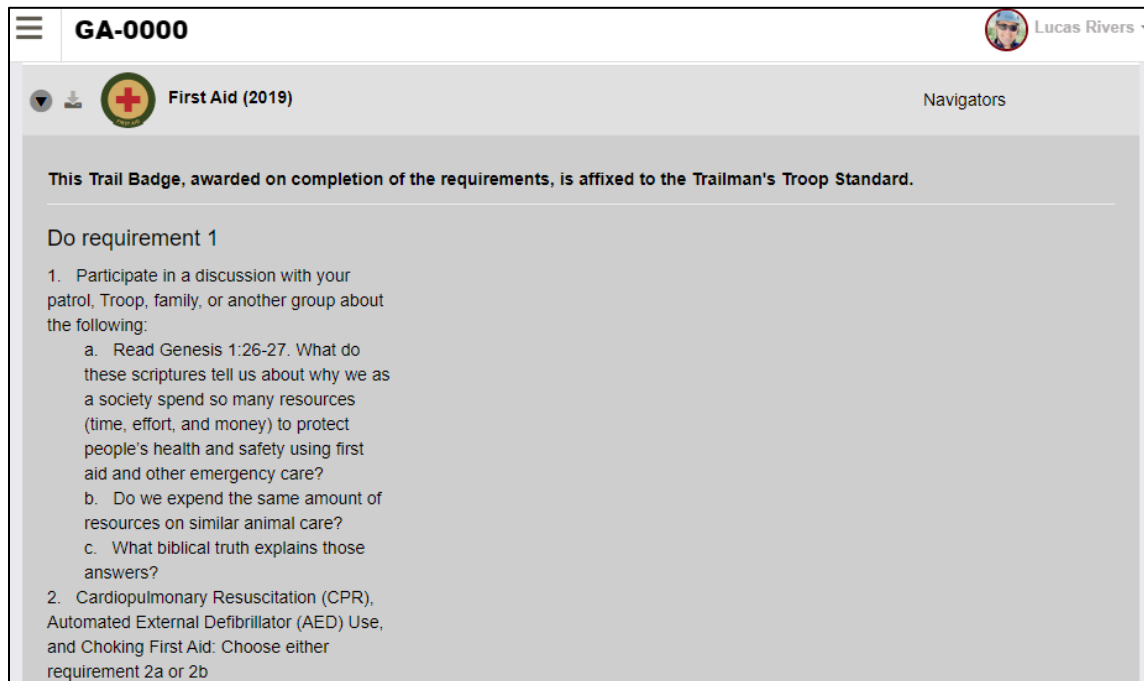 GA-0000
Lucas Rivers
First Aid (2019)
Navigators
FIRST AID
This Trail Badge, awarded on completion of the requirements, is affixed to the Trailman's Troop Standard.
Do requirement 1
1. Participate in a discussion with your
patrol, Troop, family, or another group about
the following:
a. Read Genesis 1:26-27. What do
these scriptures tell us about why we as
a society spend so many resources
(time, effort, and money) to protect
people's health and safety using first
aid and other emergency care?
b. Do we expend the same amount of
resources on similar animal care?
c. What biblical truth explains those
answers?
2. Cardiopulmonary Resuscitation (CPR),
Automated External Defibrillator (AED) Use,
and Choking First Aid: Choose either
requirement 2a or 2b